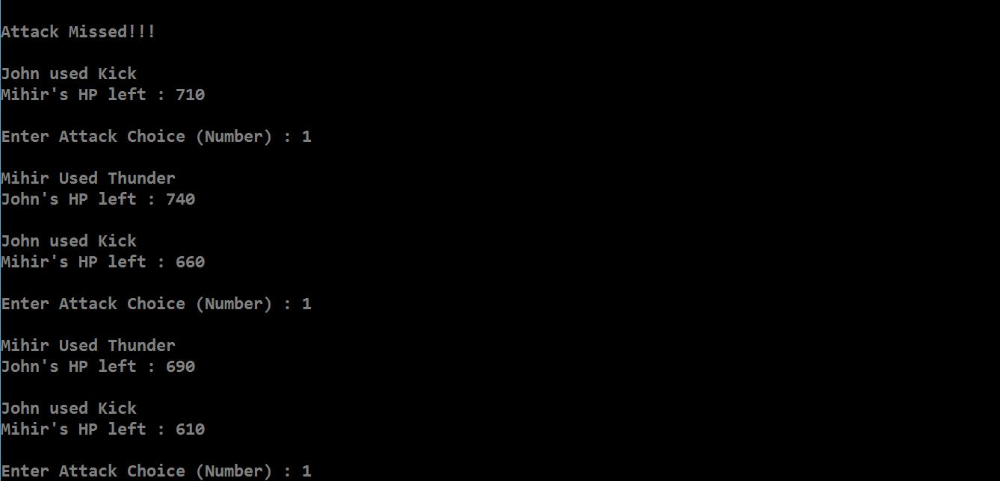 Attack Missed!!!
John used Kick
Mihir's HP left : 710
Enter Attack Choice (Number) : 1
Mihir Used Thunder
John's HP left : 740
John used Kick
Mihir's HP left : 660
Enter Attack Choice (Number) : 1
Mihir Used Thunder
John's HP left : 690
John used Kick
Mihir's HP left : 610
Enter Attack Choice (Number) : 1